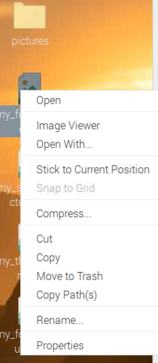 pictures
Open
Image Viewer
Open With...
Stick to Current Position
Snap to Grid
Compress...
Cut
Copy
Move to Trash
Copy Path(s)
Rename...
Properties